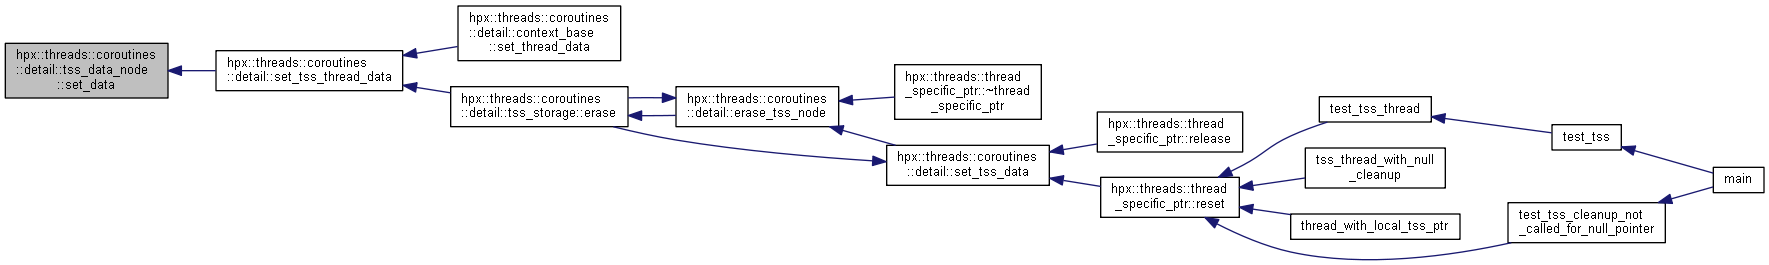 hpx::threads::coroutines
::detail::tss_data_node
::set_data
hpx::threads::coroutines
::detail::set_tss_thread_data
hpx::threads::coroutines
::detail::context_base
::set_thread_data
hpx::threads::coroutines
::detail::tss_storage::erase
hpx::threads::coroutines
::detail::erase_tss_node
hpx::threads::thread
_specific_ptr::~thread
_specific_ptr
hpx::threads::coroutines
::detail::set_tss_data
hpx::threads::thread
_specific_ptr::release
hpx::threads::thread
_specific_ptr::reset
test_tss_thread
tss_thread_with_null
_cleanup
thread_with_local_tss_ptr
test_tss
test_tss_cleanup_not
_called_for_null_pointer
main